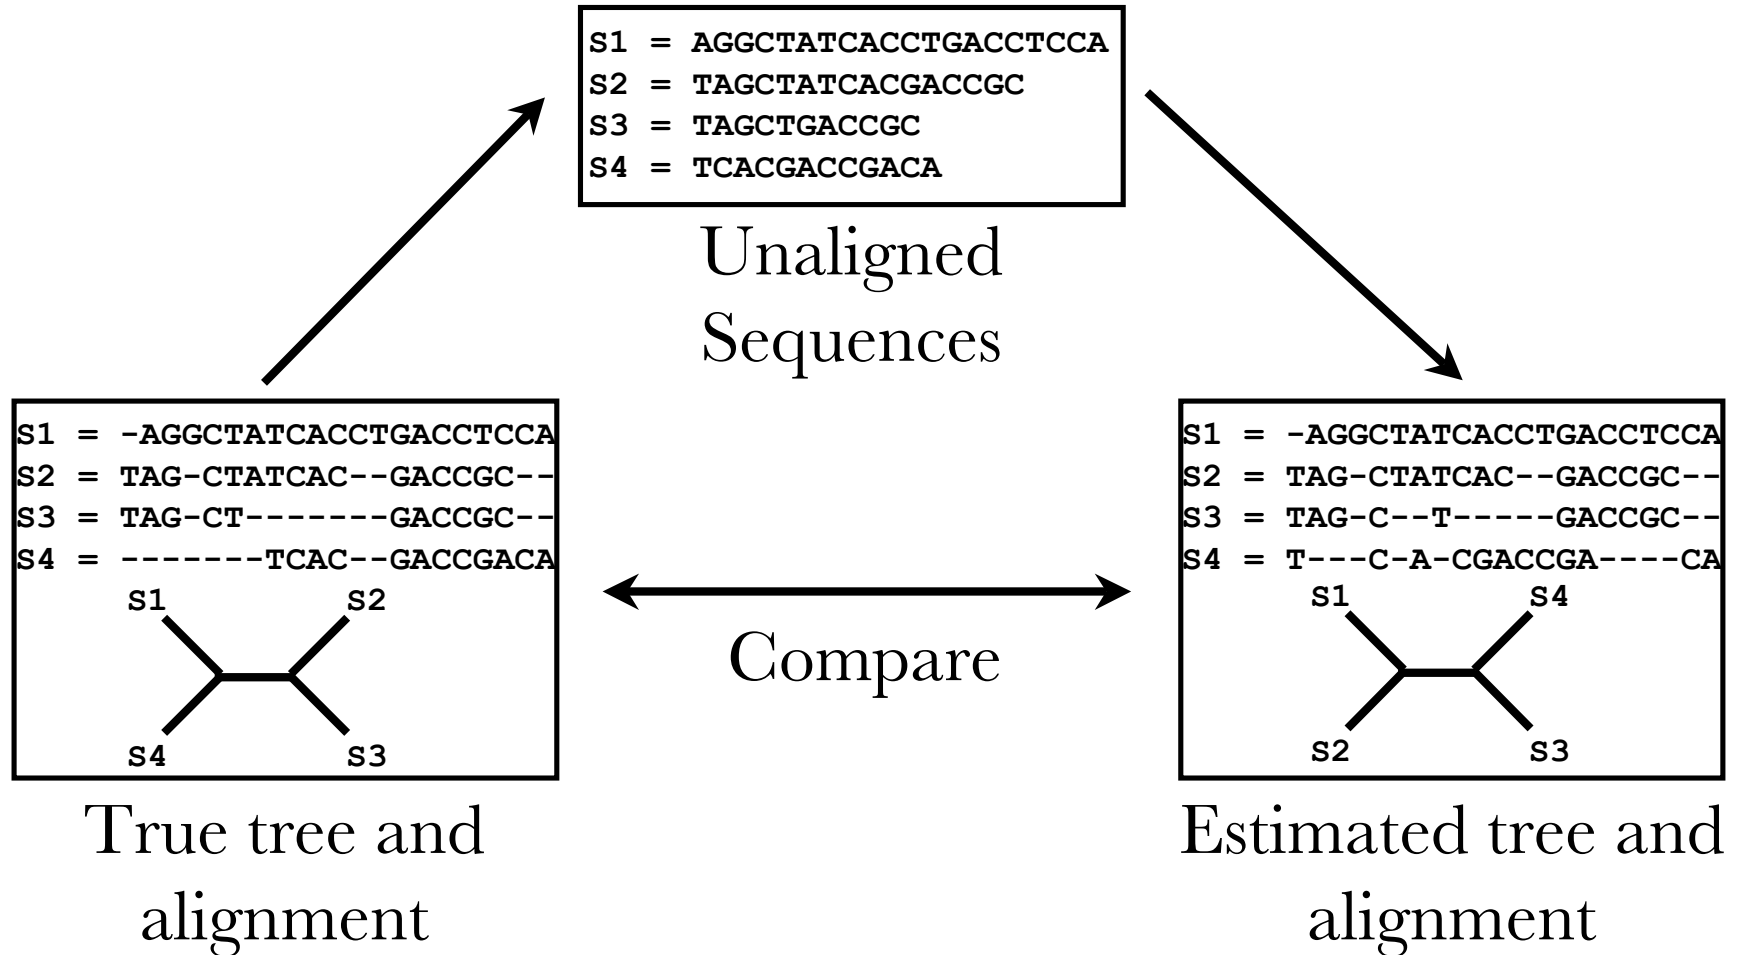 S1 = AGGCTATCACCTGACCTCCA
S2 = TAGCTATCACGACCGC
S3 = TAGCTGACCGC
S4 = TCACGACCGACA
Unaligned
Sequences
S1 = -AGGCTATCACCTGACCTCCA
S2 = TAG-CTATCAC--GACCGC--
S3 = TAG-CT-------GACCGC--
S4 = -------TCAC--GACCGACA
S1 S2
S4 S3
True tree and
alignment
Compare
S1 = -AGGCTATCACCTGACCTCCA
S2 = TAG-CTATCAC--GACCGC--
S3 = TAG-C--T-----GACCGC--
S4 = T---C-A-CGACCGA----CA
S1 S4
S2 S3
Estimated tree and
alignment